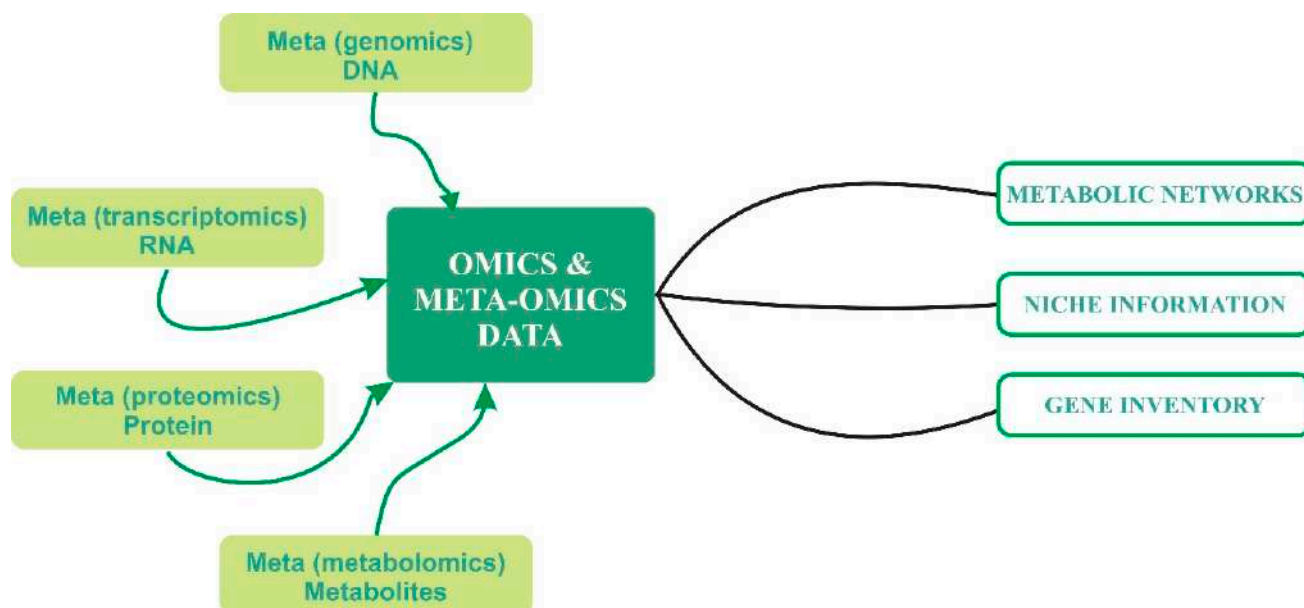 Meta (genomics)
DNA
Meta (transcriptomics)
RNA
Meta (proteomics)
Protein
Meta (metabolomics)
Metabolites
OMICS &
META-OMICS
DATA
METABOLIC NETWORKS
NICHE INFORMATION
GENE INVENTORY